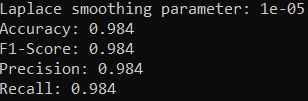 Laplace smoothing parameter: 1e-05
Accuracy: 0.984
F1-Score: 0.984
Precision: 0.984
Recall: 0.984